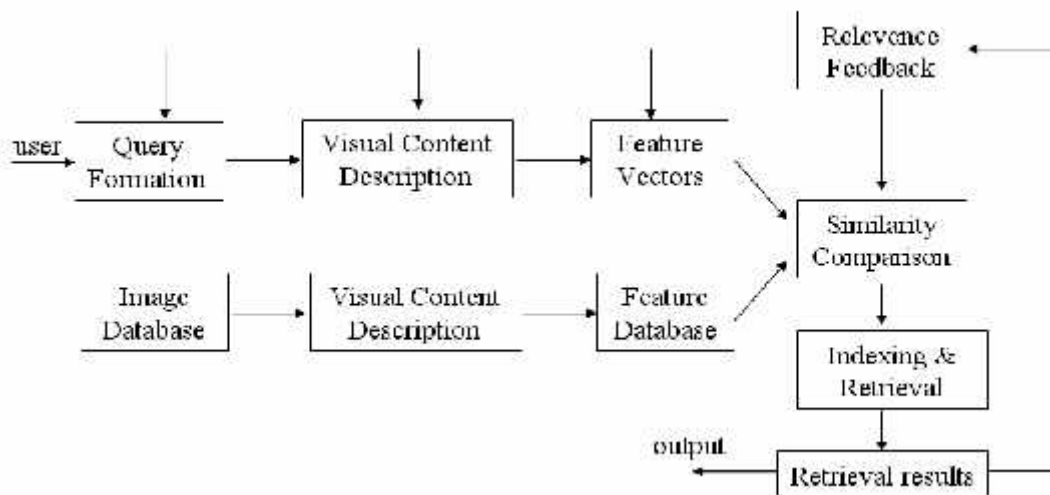 Relevence
Feedback
user
Query
Formation
Visual Content
Description
Feature
Vectors
Similarity
Comparison
Image
Database
Visual Content
Description
Feature
Database
Indexing &
Retrieval
output
Retrieval results